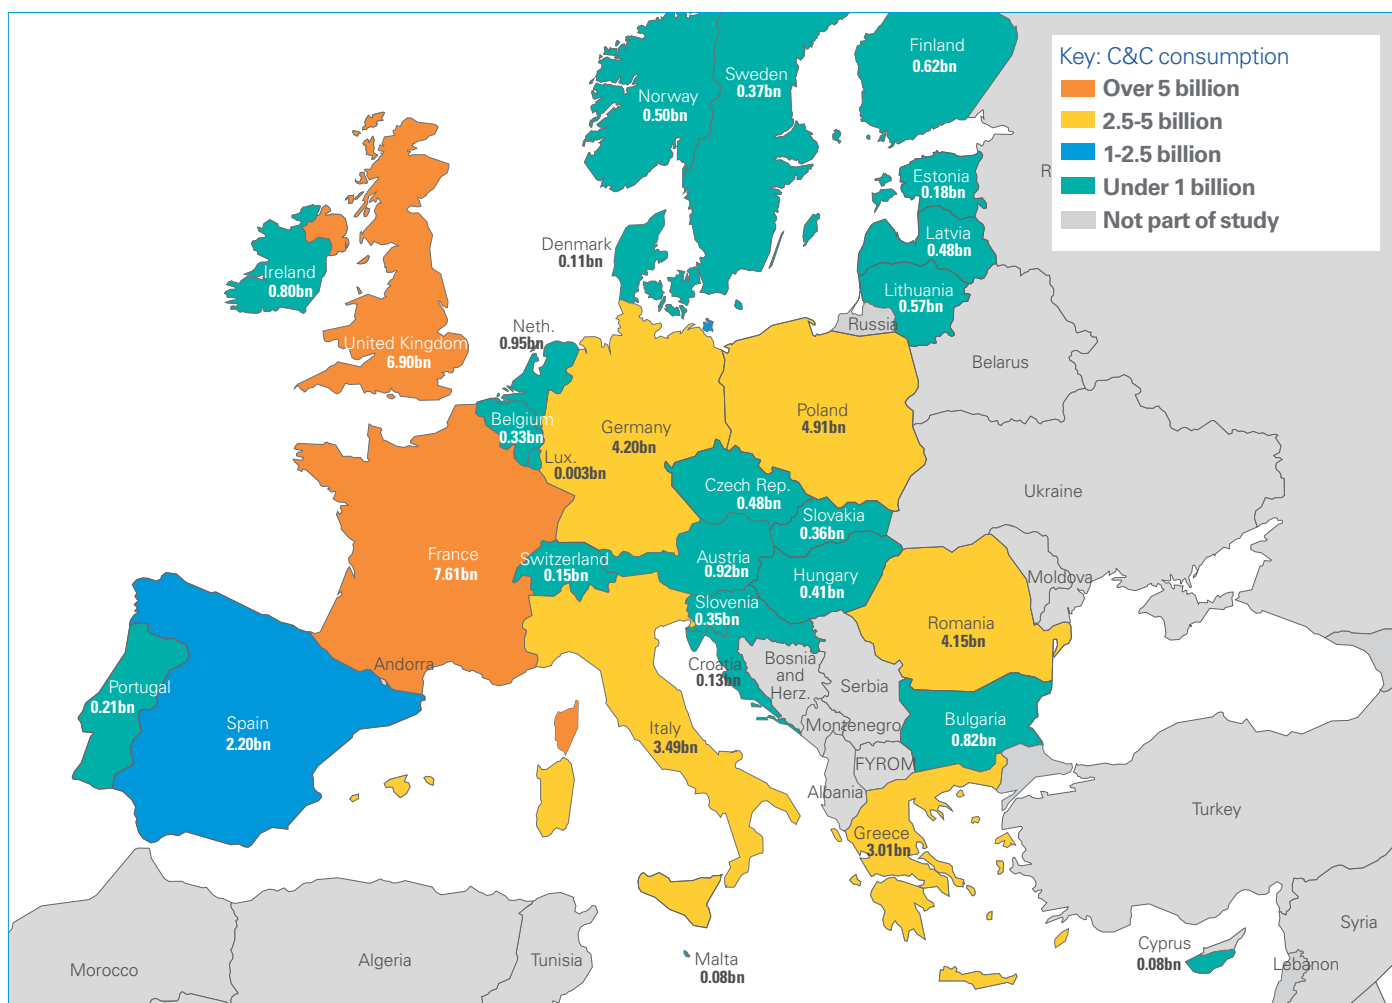 Key: C&C consumption
Over 5 billion
2.5-5 billion
1-2.5 billion
Under 1 billion
Not part of study
Finland
0.62bn
Sweden
0.37bn
Norway
0.50bn
R
Estonia
0.18bn
Latvia
0.48bn
Lithuania
0.57bn
Denmark
0.11bn
Ireland
0.80bn
Russia
Neth.
0.95bn
United Kingdom
6.90bn
Belarus
Poland
4.91bn
Belgium
0.33bn
Germany
4.20bn
Lux.
0.003bn
Czech Rep.
0.48bn
Ukraine
Slovakia
0.36bn
France
7.61bn
Switzerland
0.15bn
Austria
0.92bn
Hungary
0.41bn
Moldova
Slovenia
0.35bn
Romania
4.15bn
Andorra
Croatia
0.13bn
Bosnia
and
Herz.
Serbia
Portugal
0.21bn
Spain
2.20bn
Italy
3.49bn
Montenegro
Bulgaria
0.82bn
FYROM
Albania
Turkey
Greece
3.01bn
Syria
Cyprus
0.08bn
Lebanon
Malta
0.08bn
Morocco
Algeria
Tunisia